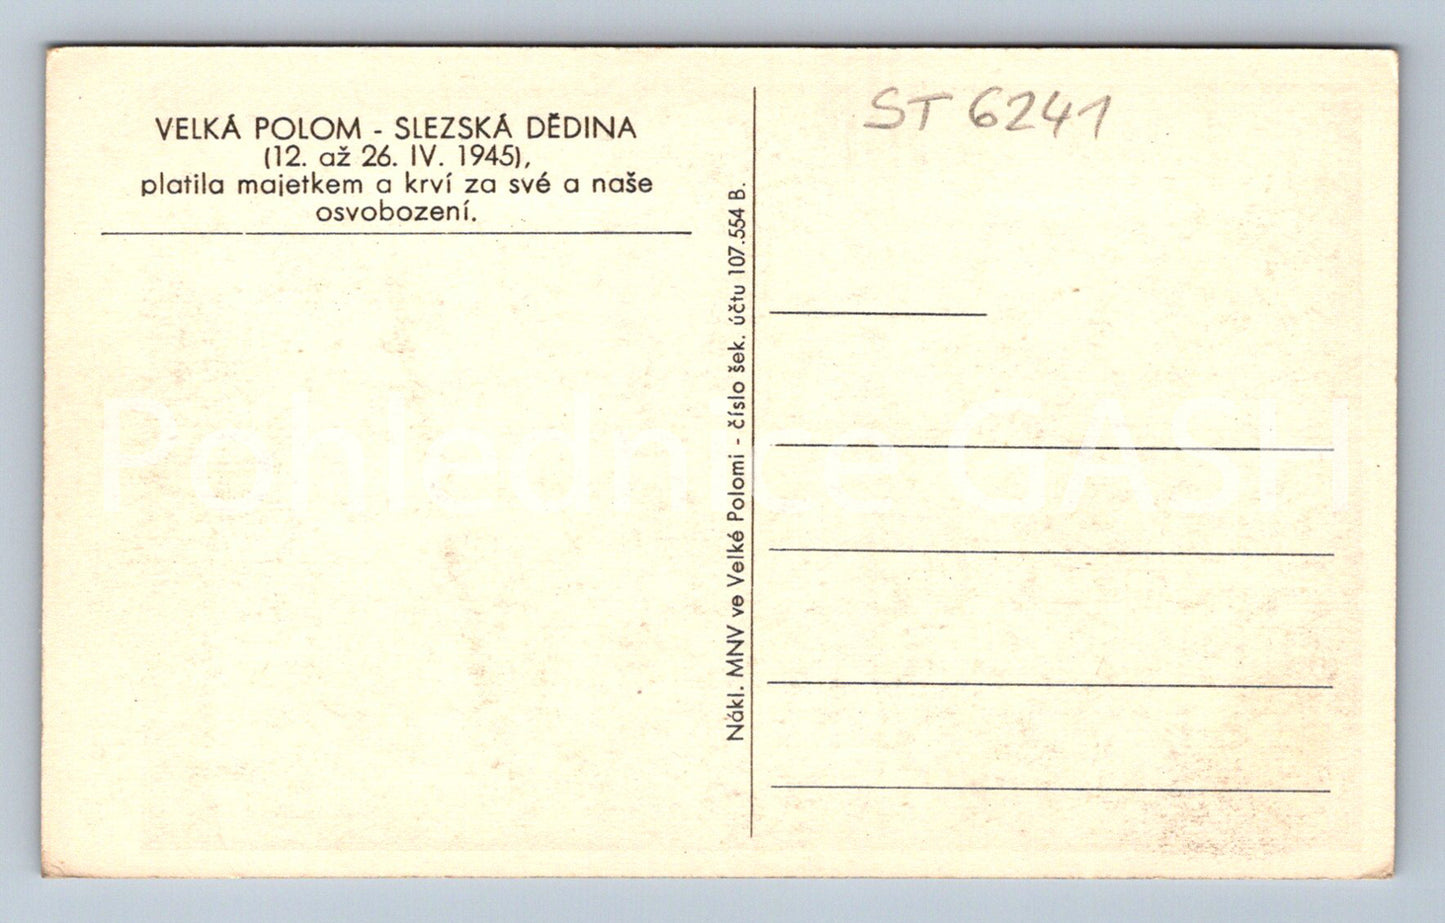 VELKÁ POLOM - SLEZSKÁ DĚDINA
(12. až 26. IV. 1945),
platila majetkem a krví za své a naše
osvobození.
ST 6241
Nákl. MNV ve Velké Polomi - číslo šek. účtu 107.554 B.
Pohlednice GASH